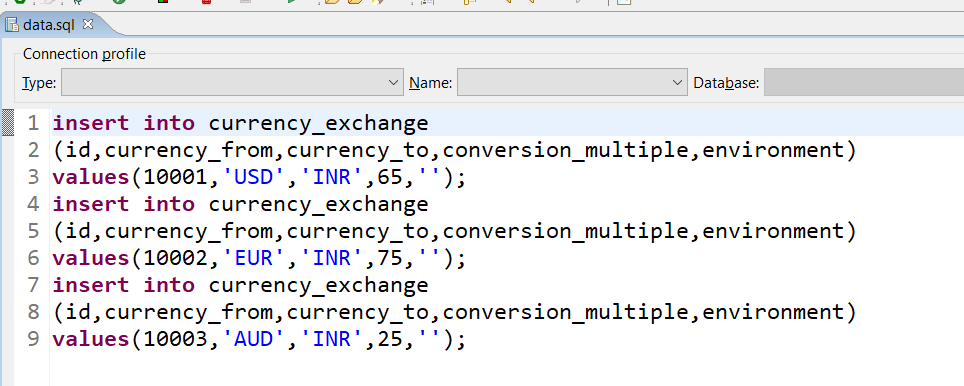 data.sql
Connection profile
Type: Name: Database:
1 insert into currency_exchange
2 (id,currency_from,currency_to,conversion_multiple,environment)
3 values(10001,'USD','INR',65,'');
4 insert into currency_exchange
5 (id,currency_from,currency_to,conversion_multiple,environment)
6 values(10002,'EUR','INR',75,'');
7 insert into currency_exchange
8 (id,currency_from,currency_to,conversion_multiple,environment)
9 values(10003,'AUD','INR',25,'');